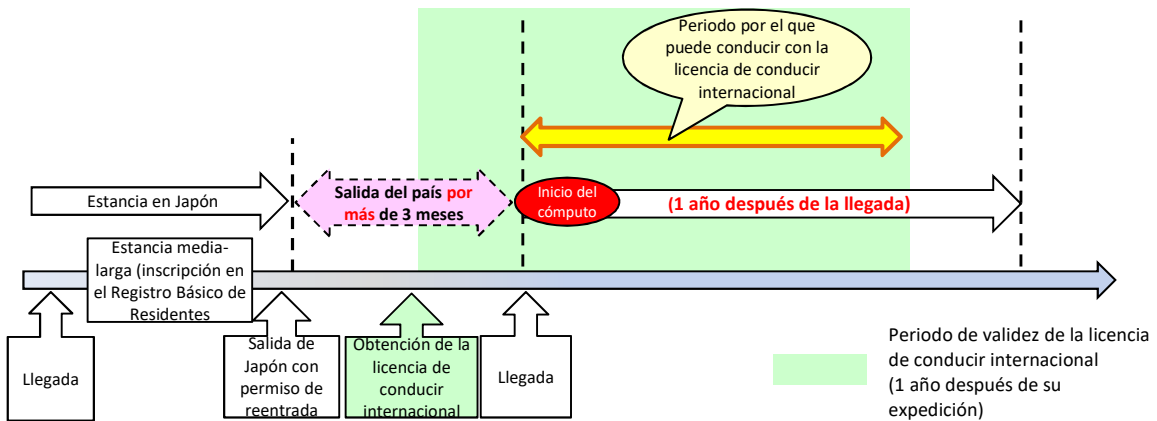 Periodo por el que
puede conducir con la
licencia de conducir
internacional
Estancia en Japón
Salida del país por
más de 3 meses
Inicio del
cómputo
(1 año después de la llegada)
Estancia media-
larga (inscripción en
el Registro Básico de
Residentes
Llegada
Salida de
Japón con
permiso de
reentrada
Obtención de la
licencia de
conducir
internacional
Llegada
Periodo de validez de la licencia
de conducir internacional
(1 año después de su
expedición)